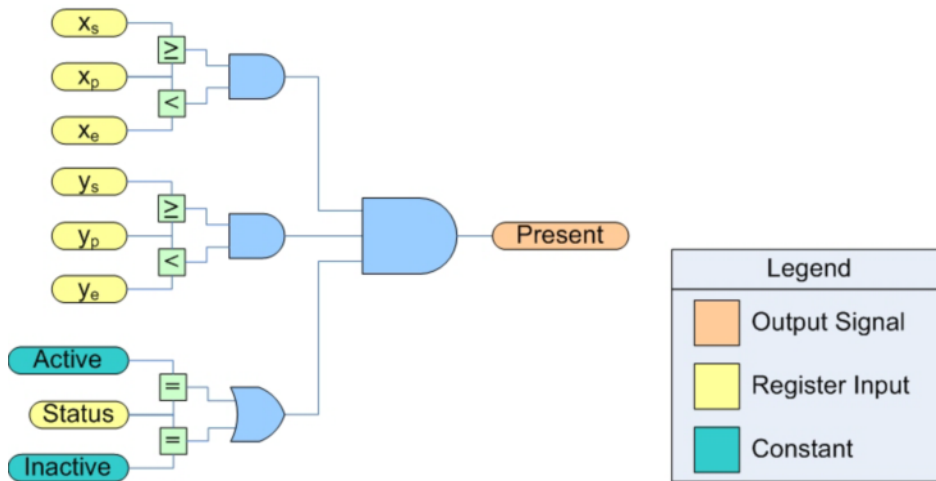 xs
≥
xp
<
xe
ys
≥
yp
<
ye
Active
=
Status
=
Inactive
Present
Legend
Output Signal
Register Input
Constant